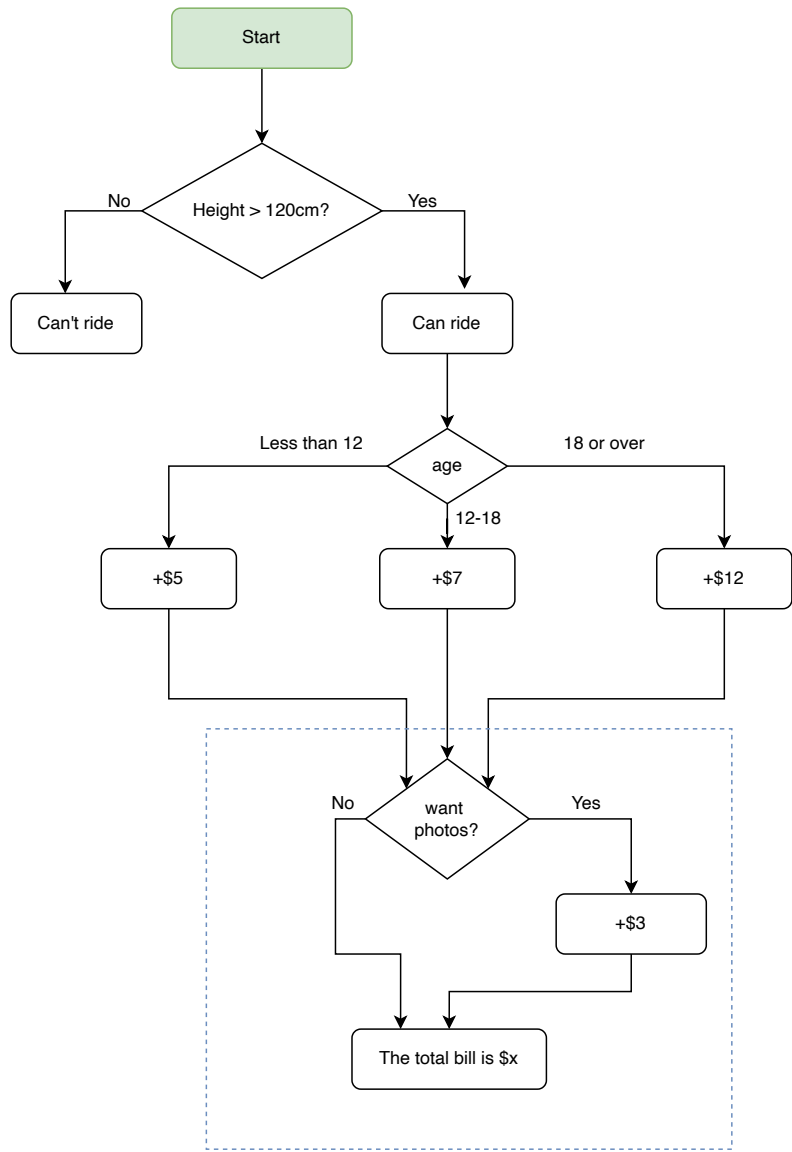 Start
Height > 120cm?
No
Yes
Can't ride
Can ride
age
Less than 12
18 or over
12-18
+$5
+$7
+$12
want
photos?
No
Yes
+$3
The total bill is $x